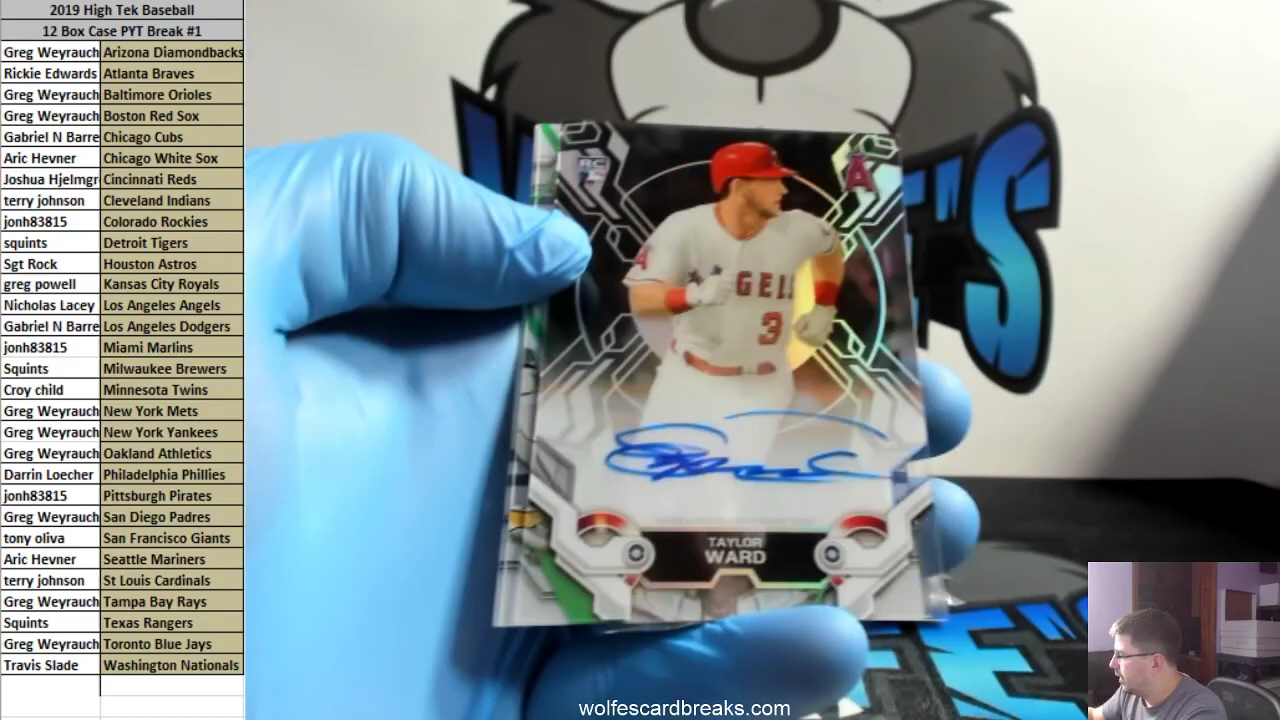 2019 High Tek Baseball
12 Box Case PYT Break #1
Greg Weyrauch Arizona Diamondbacks
Rickie Edwards Atlanta Braves
Greg Weyrauch Baltimore Orioles
Greg Weyrauch Boston Red Sox
Gabriel N Barre Chicago Cubs
Aric Hevner Chicago White Sox
Joshua Hjelmgr Cincinnati Reds
terry johnson Cleveland Indians
jonh83815 Colorado Rockies
squints Detroit Tigers
Sgt Rock Houston Astros
greg powell Kansas City Royals
Nicholas Lacey Los Angeles Angels
Gabriel N Barre Los Angeles Dodgers
jonh83815 Miami Marlins
Squints Milwaukee Brewers
Croy child Minnesota Twins
Greg Weyrauch New York Mets
Greg Weyrauch New York Yankees
Greg Weyrauch Oakland Athletics
Darrin Loecher Philadelphia Phillies
jonh83815 Pittsburgh Pirates
Greg Weyrauch San Diego Padres
tony oliva San Francisco Giants
Aric Hevner Seattle Mariners
terry johnson St Louis Cardinals
Greg Weyrauch Tampa Bay Rays
Squints Texas Rangers
Greg Weyrauch Toronto Blue Jays
Travis Slade Washington Nationals
RC
A
3
TAYLOR
WARD
wolfescardbreaks.com